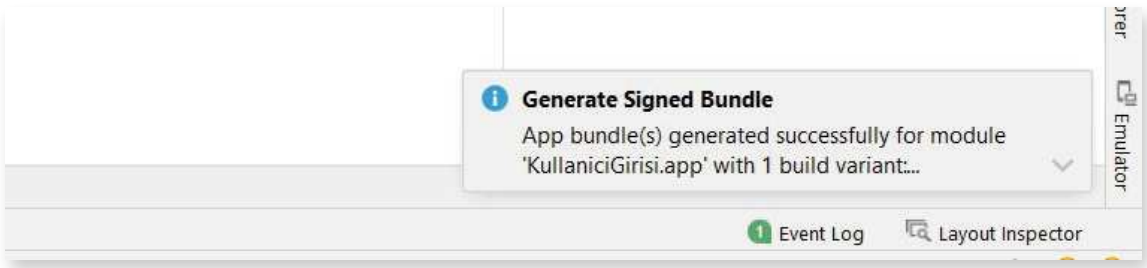 Generate Signed Bundle
App bundle(s) generated successfully for module
'KullaniciGirisi.app' with 1 build variant:...
Emulator
1 Event Log
Layout Inspector